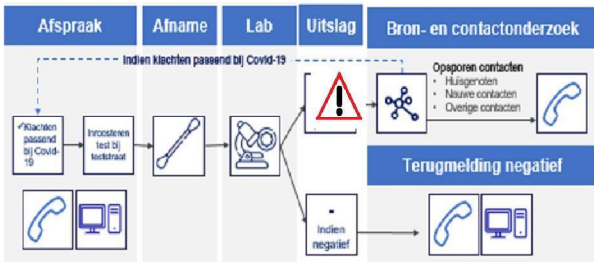 Afspraak
Afname
Lab
Uitslag
Bron- en contactonderzoek
Indien klachten passend bij Covid-19
Opsporen contacten
• Huisgenoten
• Nauwe contacten
• Overige contacten
✓Klachten
passend
bij Covid-
19
Inroosteren
test bij
teststraat
!
Terugmelding negatief
-
Indien
negatief